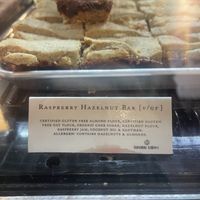 RASPBERRY HAZELNUT BAR [v/gf]
CERTIFIED GLUTEN FREE ALMOND FLOUR, CERTIFIED GLUTEN
FREE OAT FLOUR, ORGANIC CANE SUGAR, HAZELNUT FLOUR,
RASPBERRY JAM, COCONUT OIL & NUTMEG.
ALLERGEN: CONTAINS HAZELNUTS & ALMONDS.